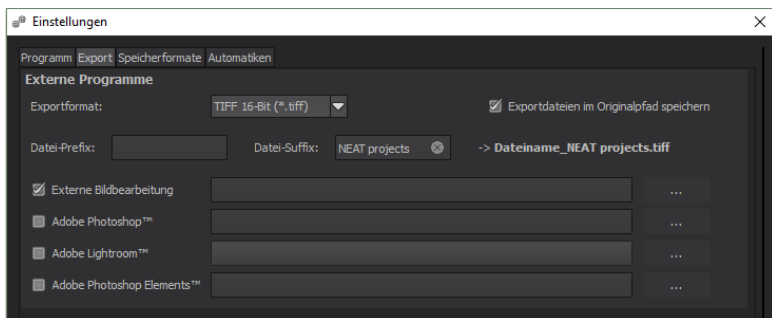 Einstellungen
Programm Export Speicherformate Automatiken
Externe Programme
Exportformat: TIFF 16-Bit (*.tiff) Exportdateien im Originalpfad speichern
Datei-Prefix: Datei-Suffix: NEAT projects -> Dateiname_NEAT projects.tiff
Externe Bildbearbeitung ...
Adobe Photoshop™ ...
Adobe Lightroom™ ...
Adobe Photoshop Elements™ ...